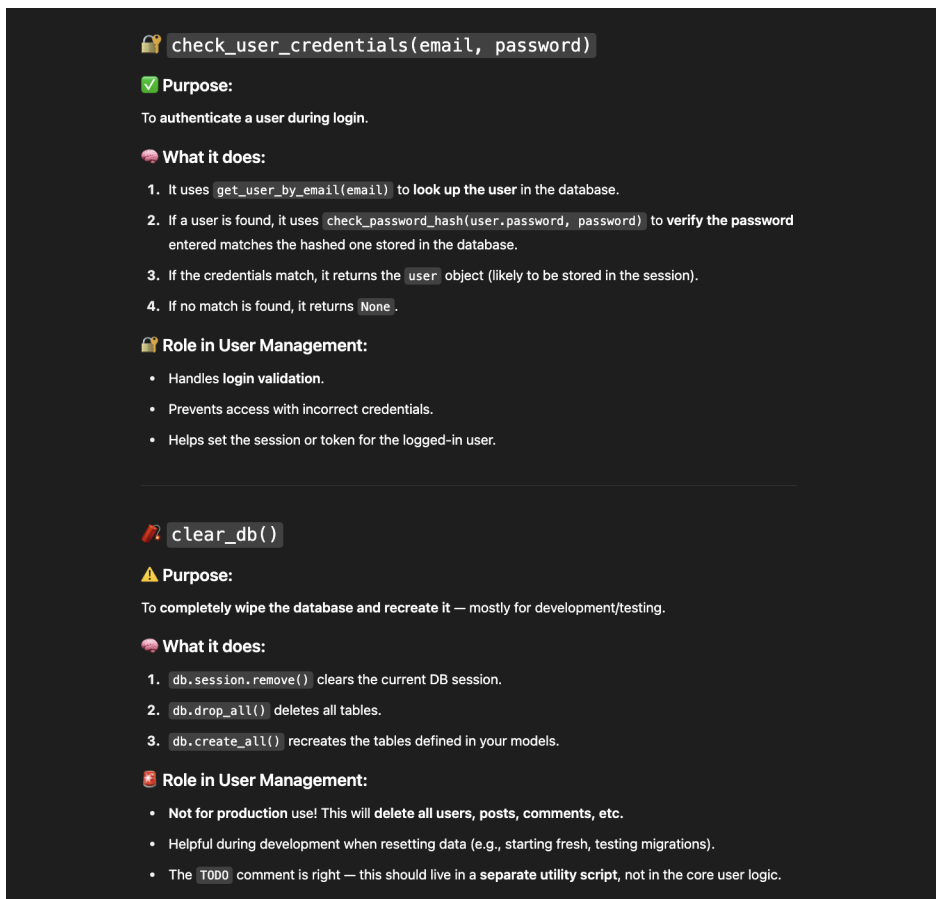 🔐 check_user_credentials(email, password)
✅ Purpose:
To authenticate a user during login.
🧠 What it does:
1. It uses get_user_by_email(email) to look up the user in the database.
2. If a user is found, it uses check_password_hash(user.password, password) to verify the password
entered matches the hashed one stored in the database.
3. If the credentials match, it returns the user object (likely to be stored in the session).
4. If no match is found, it returns None.
🔐 Role in User Management:
• Handles login validation.
• Prevents access with incorrect credentials.
• Helps set the session or token for the logged-in user.
🧨 clear_db()
⚠️ Purpose:
To completely wipe the database and recreate it — mostly for development/testing.
🧠 What it does:
1. db.session.remove() clears the current DB session.
2. db.drop_all() deletes all tables.
3. db.create_all() recreates the tables defined in your models.
🚨 Role in User Management:
• Not for production use! This will delete all users, posts, comments, etc.
• Helpful during development when resetting data (e.g., starting fresh, testing migrations).
• The TODO comment is right — this should live in a separate utility script, not in the core user logic.